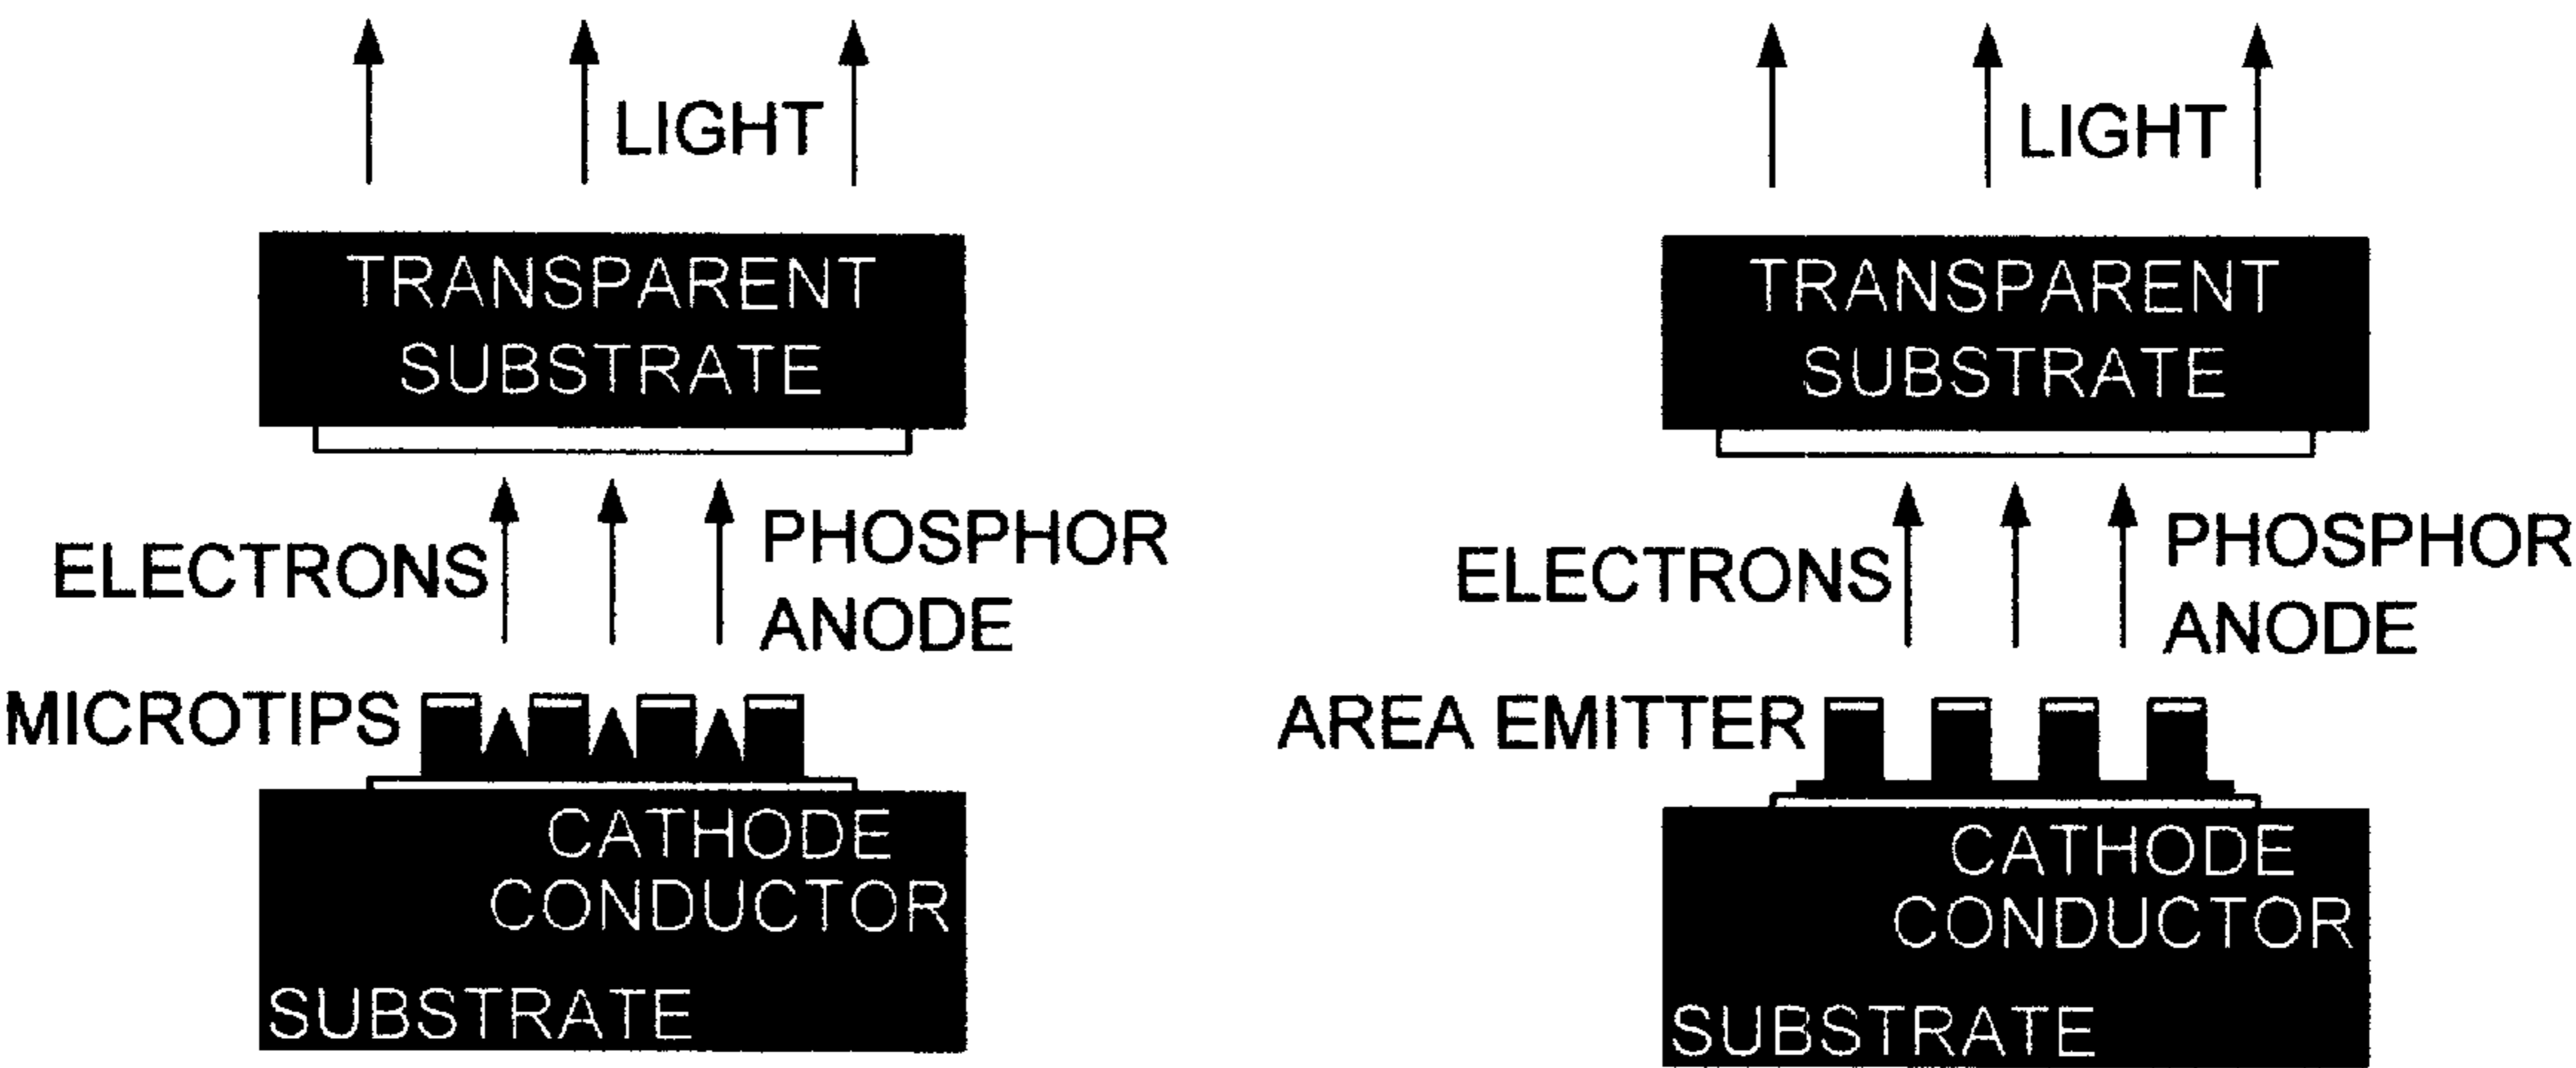 LIGHT
TRANSPARENT
SUBSTRATE
ELECTRONS
PHOSPHOR
ANODE
MICROTIPS
CATHODE
CONDUCTOR
SUBSTRATE
LIGHT
TRANSPARENT
SUBSTRATE
ELECTRONS
PHOSPHOR
ANODE
AREA EMITTER
CATHODE
CONDUCTOR
SUBSTRATE